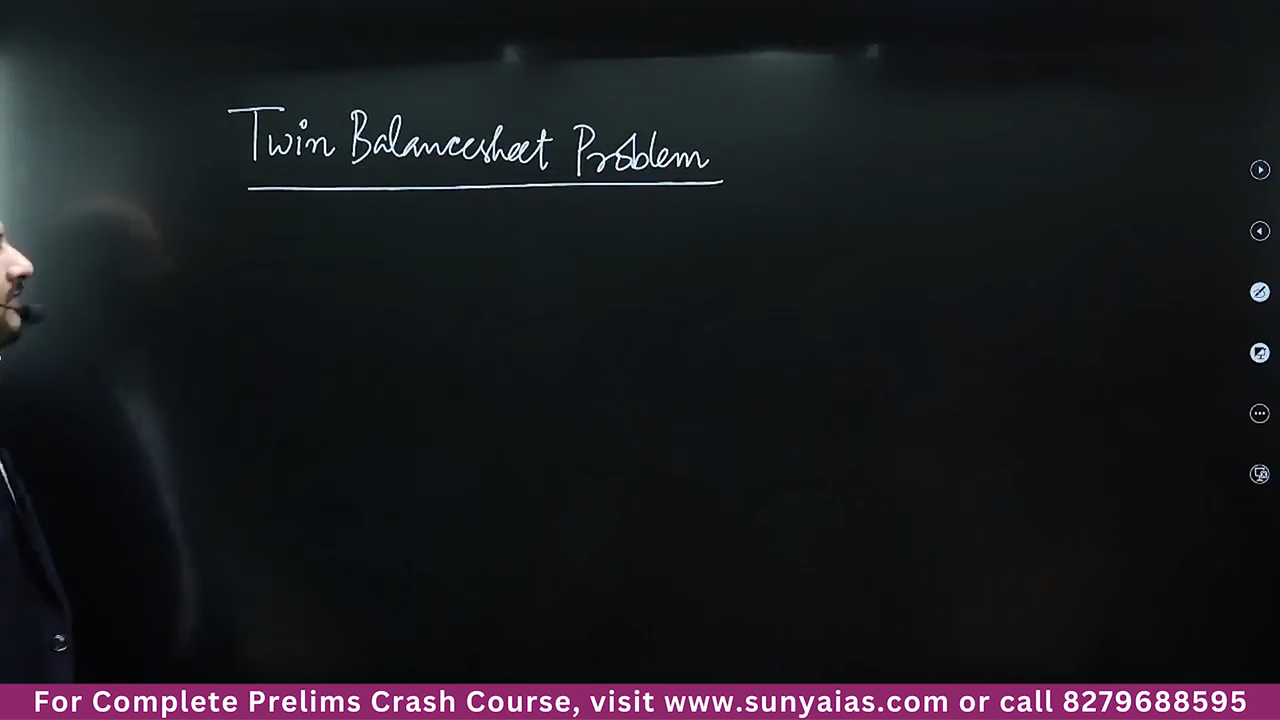 Twin Balancesheet Problem
For Complete Prelims Crash Course, visit www.sunyaias.com or call 8279688595